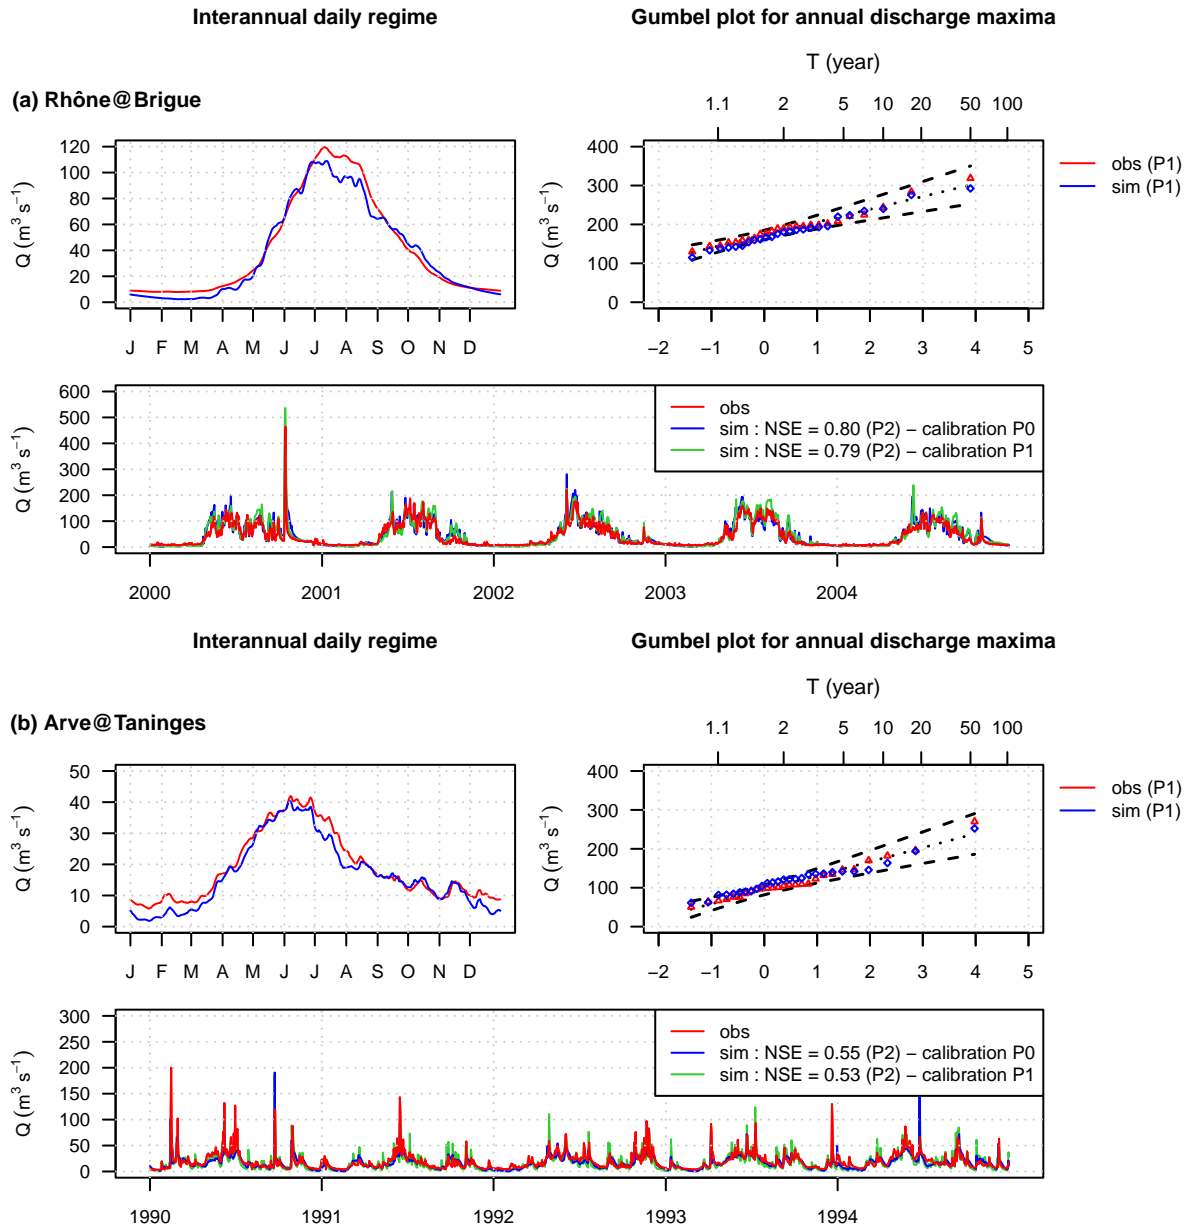 Interannual daily regime
Gumbel plot for annual discharge maxima
T (year)
(a) Rhône@Brigue
1.1 2 5 10 20 50 100
120
100
80
60
40
20
0
Q (m³ s⁻¹)
J F M A M J J A S O N D
400
300
200
100
0
Q (m³ s⁻¹)
−2 −1 0 1 2 3 4 5
obs (P1)
sim (P1)
600
500
400
300
200
100
0
Q (m³ s⁻¹)
obs
sim : NSE = 0.80 (P2) − calibration P0
sim : NSE = 0.79 (P2) − calibration P1
2000 2001 2002 2003 2004
Interannual daily regime
Gumbel plot for annual discharge maxima
T (year)
(b) Arve@Taninges
1.1 2 5 10 20 50 100
50
40
30
20
10
0
Q (m³ s⁻¹)
J F M A M J J A S O N D
400
300
200
100
0
Q (m³ s⁻¹)
−2 −1 0 1 2 3 4 5
obs (P1)
sim (P1)
300
250
200
150
100
50
0
Q (m³ s⁻¹)
obs
sim : NSE = 0.55 (P2) − calibration P0
sim : NSE = 0.53 (P2) − calibration P1
1990 1991 1992 1993 1994